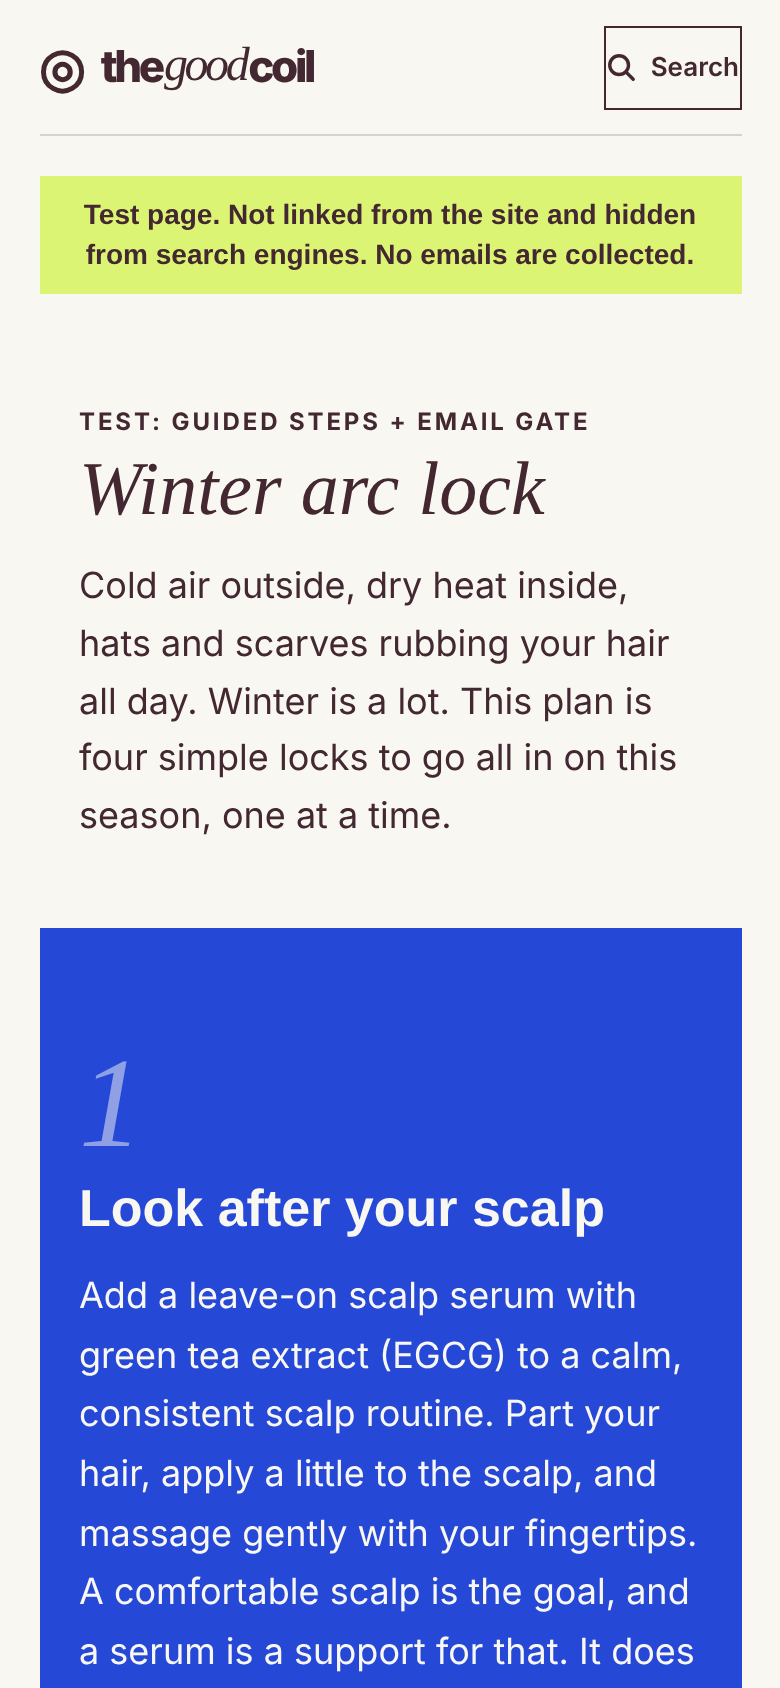 thegoodcoil
Search
Test page. Not linked from the site and hidden
from search engines. No emails are collected.
TEST: GUIDED STEPS + EMAIL GATE
Winter arc lock
Cold air outside, dry heat inside,
hats and scarves rubbing your hair
all day. Winter is a lot. This plan is
four simple locks to go all in on this
season, one at a time.
1
Look after your scalp
Add a leave-on scalp serum with
green tea extract (EGCG) to a calm,
consistent scalp routine. Part your
hair, apply a little to the scalp, and
massage gently with your fingertips.
A comfortable scalp is the goal, and
a serum is a support for that. It does